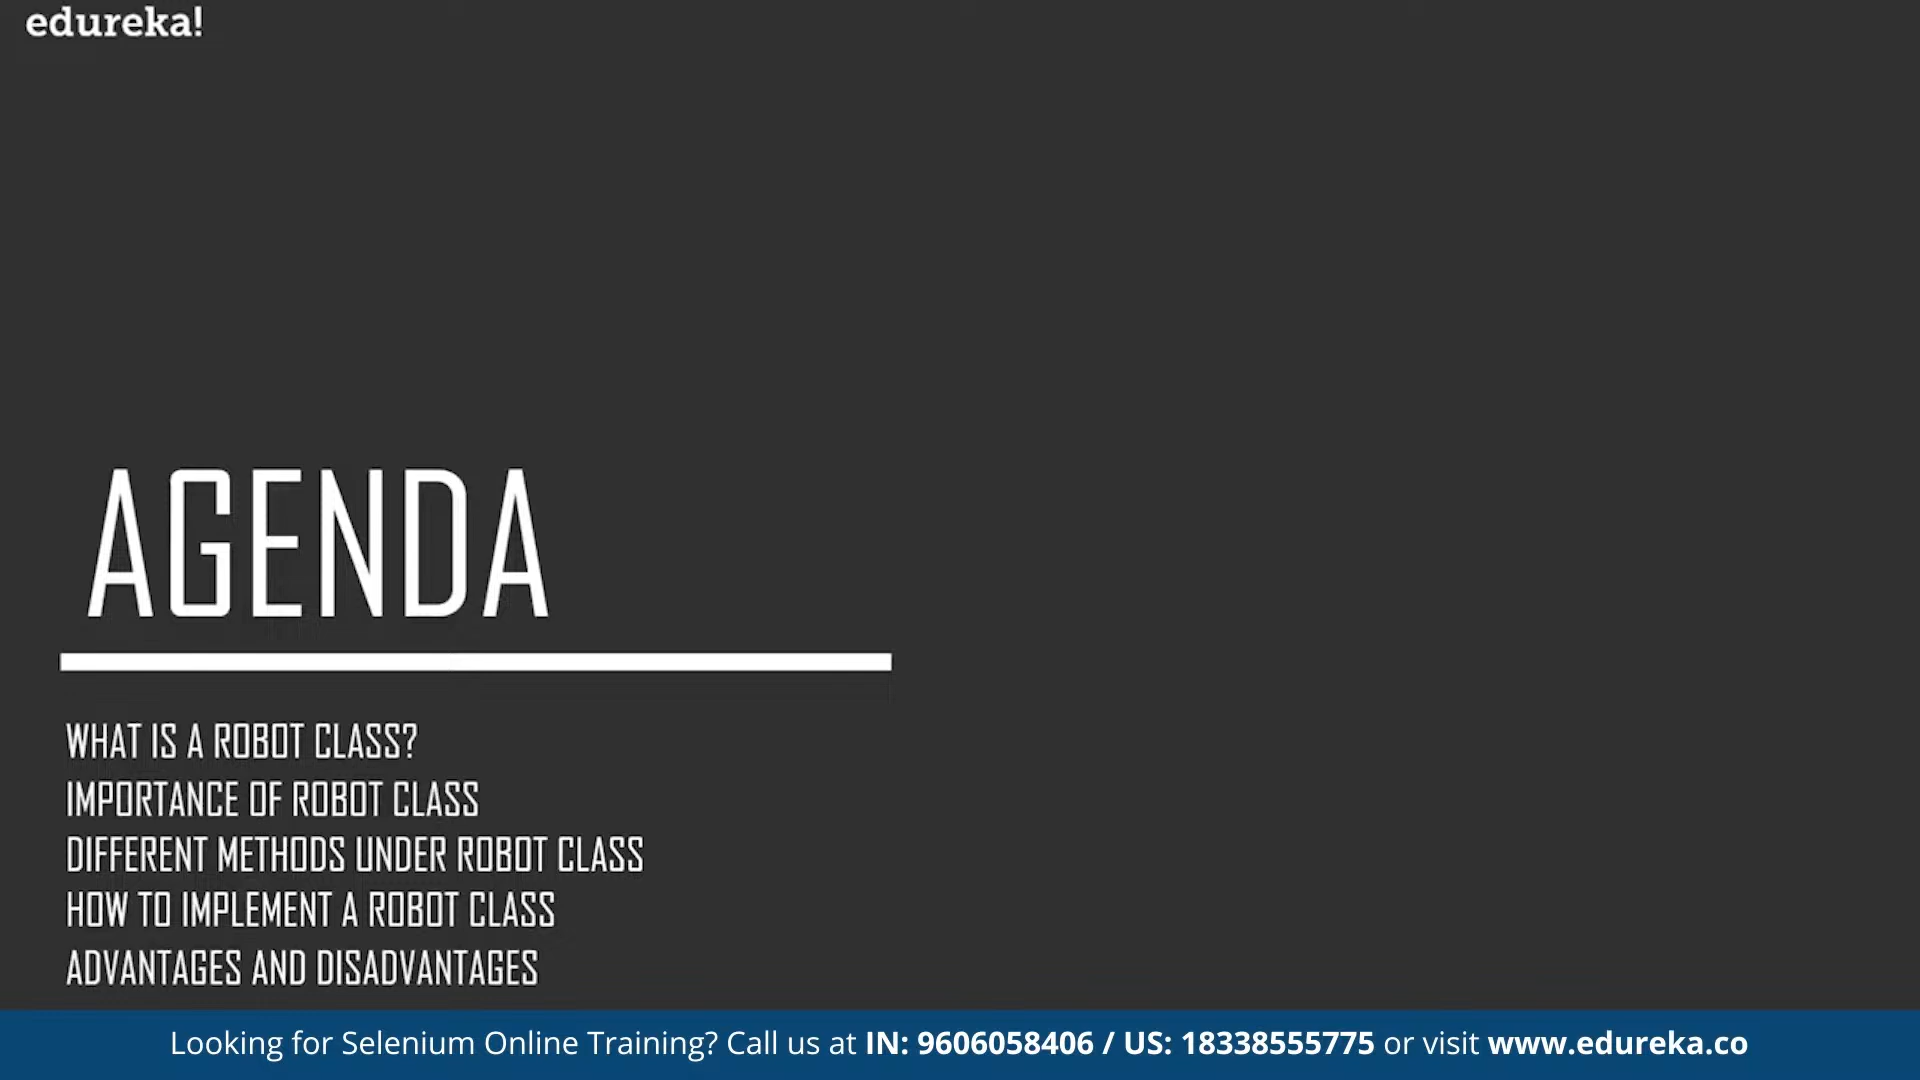 edureka!
AGENDA
WHAT IS A ROBOT CLASS?
IMPORTANCE OF ROBOT CLASS
DIFFERENT METHODS UNDER ROBOT CLASS
HOW TO IMPLEMENT A ROBOT CLASS
ADVANTAGES AND DISADVANTAGES
Looking for Selenium Online Training? Call us at IN: 9606058406 / US: 18338555775 or visit www.edureka.co